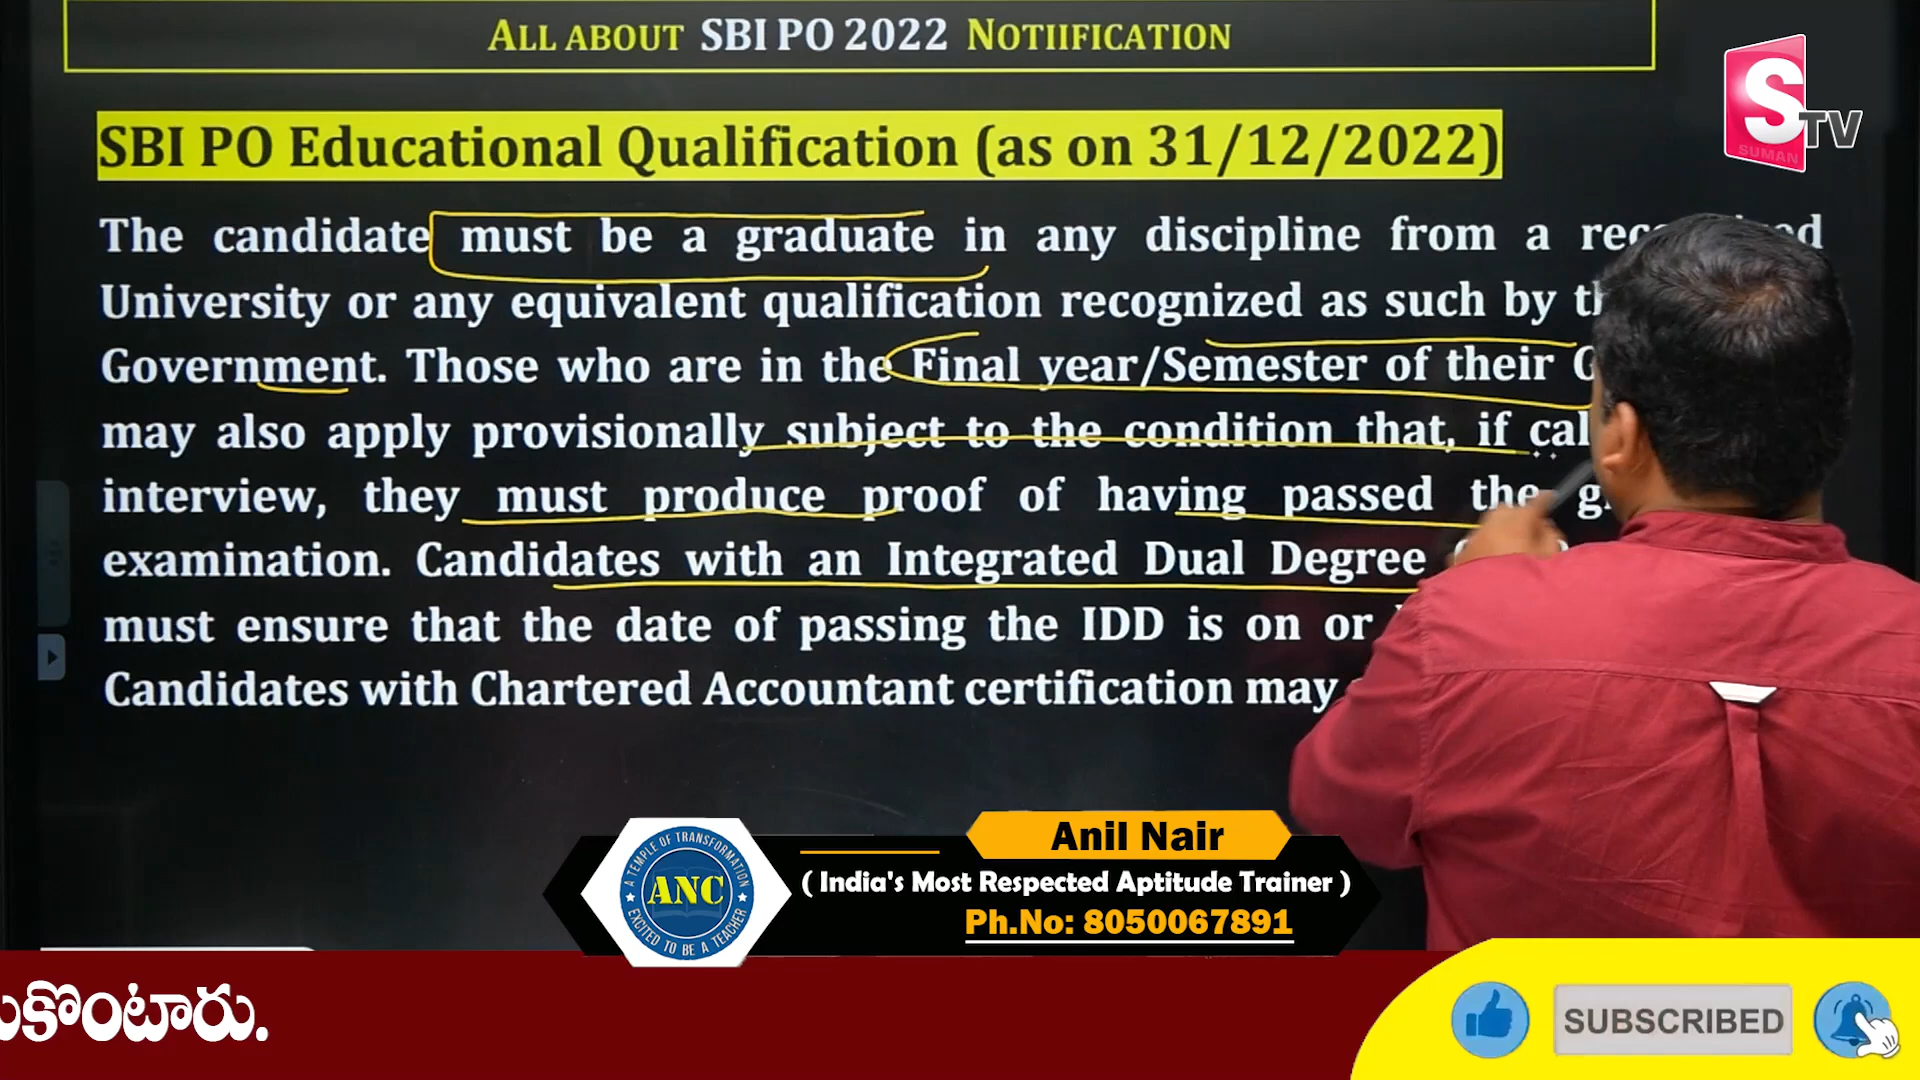 ALL ABOUT SBI PO 2022 NOTIIFICATION
S TV
SUMAN
SBI PO Educational Qualification (as on 31/12/2022)
The candidate must be a graduate in any discipline from a
University or any equivalent qualification recognized as such by
Government. Those who are in the Final year/Semester of their
may also apply provisionally subject to the condition that, if
interview, they must produce proof of having passed the
examination. Candidates with an Integrated Dual Degree
must ensure that the date of passing the IDD is on or
Candidates with Chartered Accountant certification may
A TEMPLE OF TRANSFORMATION
ANC
EXCITED TO BE A TEACHER
Anil Nair
( India's Most Respected Aptitude Trainer )
Ph.No: 8050067891
SUBSCRIBED